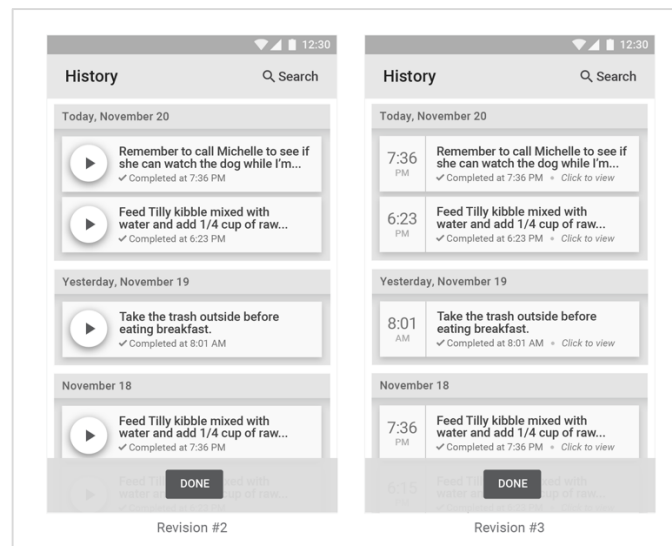 12:30
History
Search
Today, November 20
Remember to call Michelle to see if
she can watch the dog while I'm...
Completed at 7:36 PM
Feed Tilly kibble mixed with
water and add 1/4 cup of raw...
Completed at 6:23 PM
Yesterday, November 19
Take the trash outside before
eating breakfast.
Completed at 8:01 AM
November 18
Feed Tilly kibble mixed with
water and add 1/4 cup of raw...
Completed at 7:36 PM
DONE
Revision #2
12:30
History
Search
Today, November 20
7:36
PM
Remember to call Michelle to see if
she can watch the dog while I'm...
Completed at 7:36 PM • Click to view
6:23
PM
Feed Tilly kibble mixed with
water and add 1/4 cup of raw...
Completed at 6:23 PM • Click to view
Yesterday, November 19
8:01
AM
Take the trash outside before
eating breakfast.
Completed at 8:01 AM • Click to view
November 18
7:36
PM
Feed Tilly kibble mixed with
water and add 1/4 cup of raw...
Completed at 7:36 PM • Click to view
6:15
DONE
Revision #3